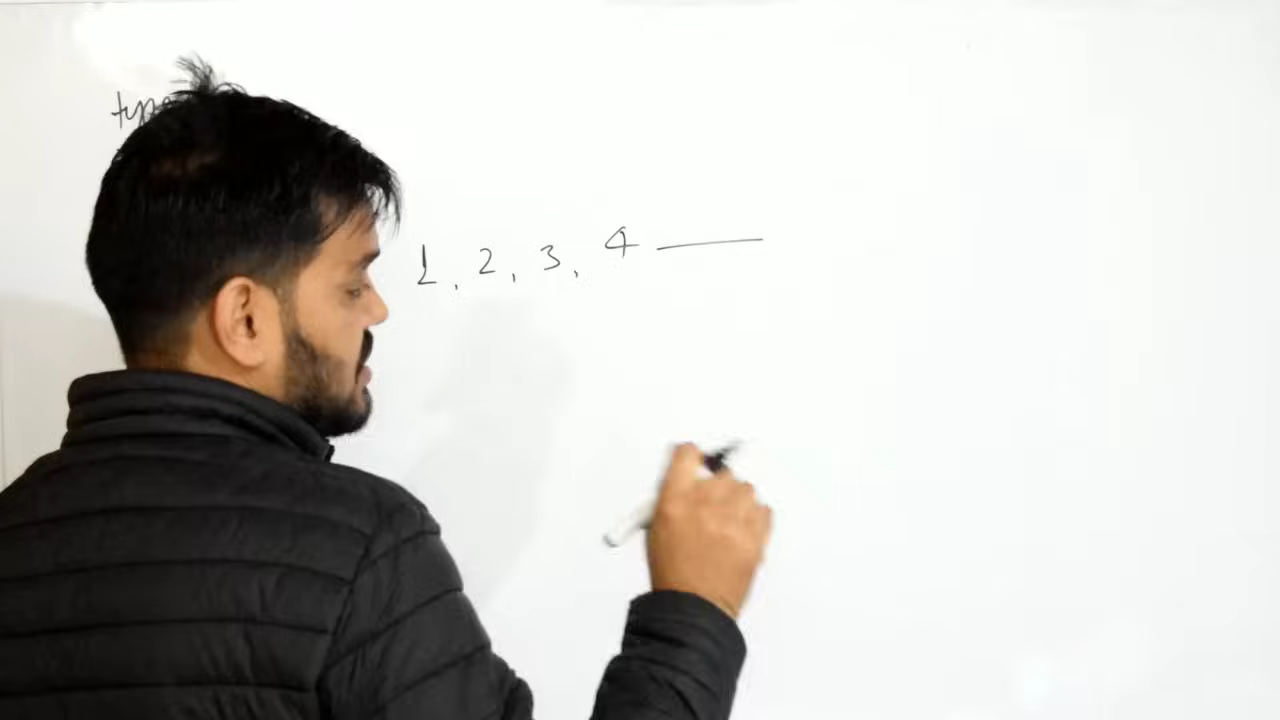 1, 2, 3, 4 ———